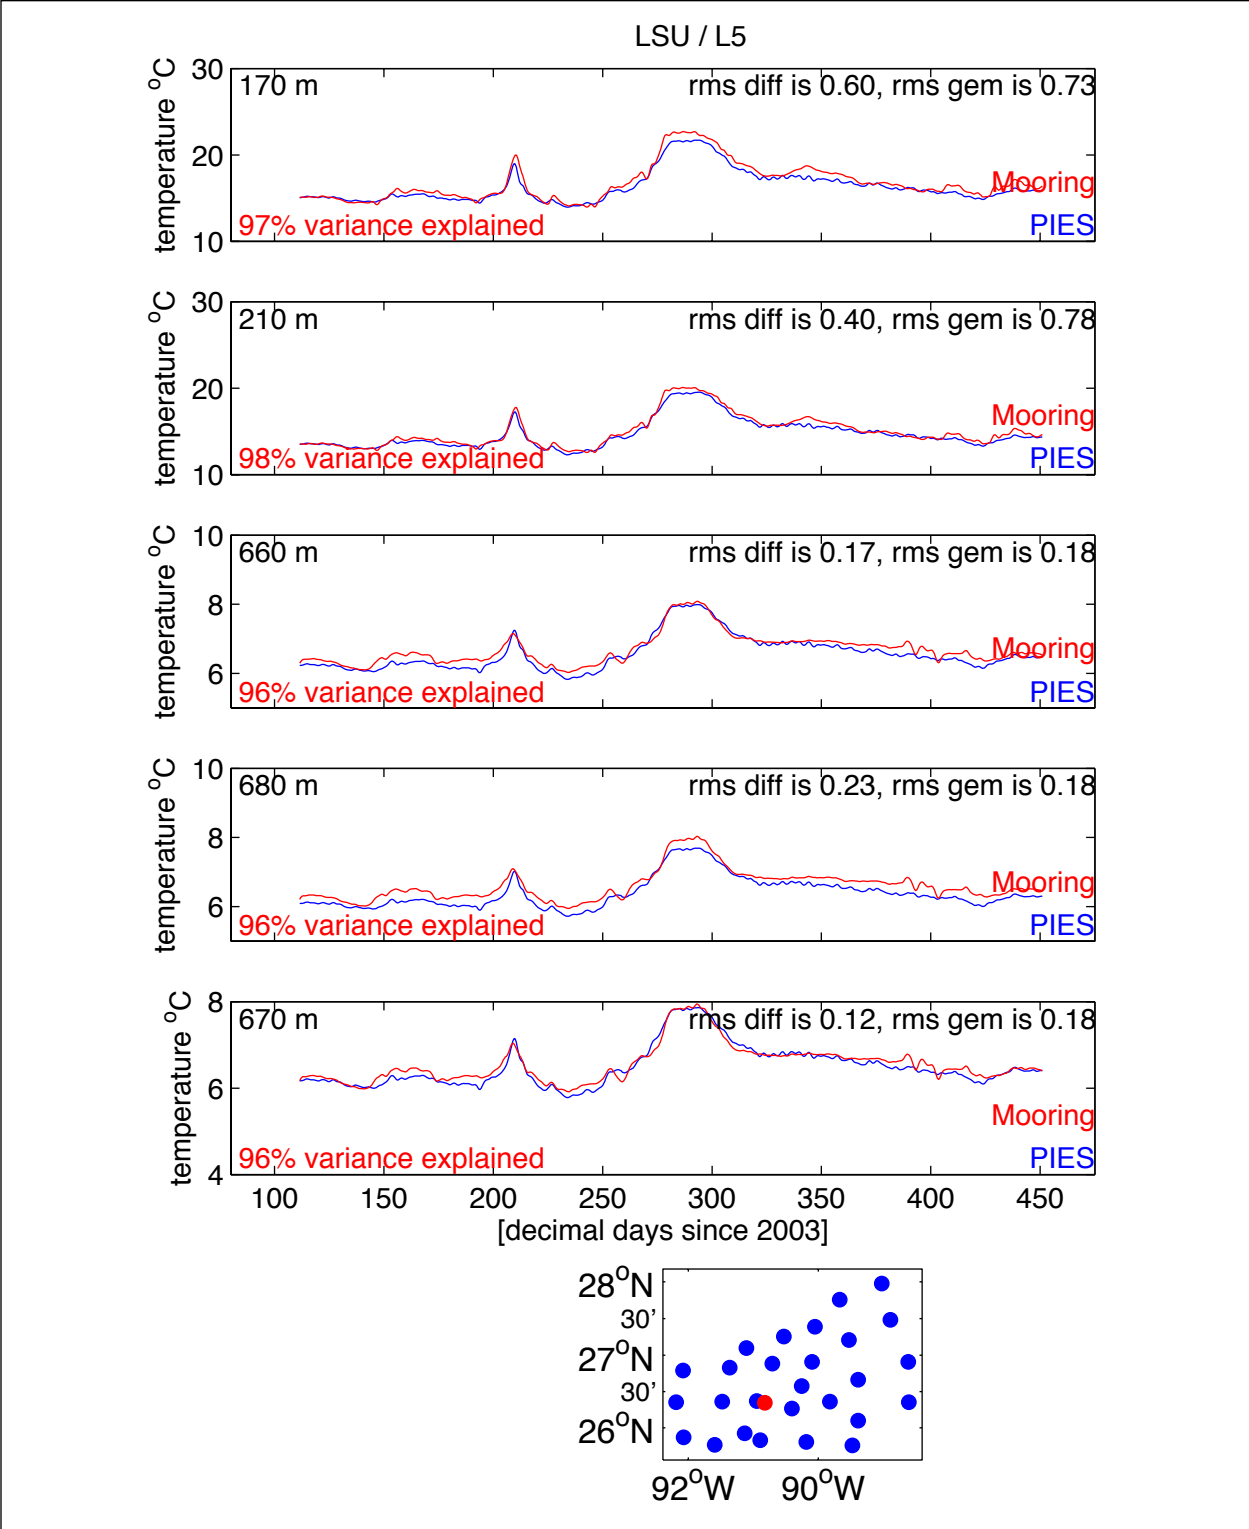 LSU / L5
30
170 m
rms diff is 0.60, rms gem is 0.73
temperature °C
20
Mooring
97% variance explained
PIES
10
30
210 m
rms diff is 0.40, rms gem is 0.78
temperature °C
20
Mooring
98% variance explained
PIES
10
10
660 m
rms diff is 0.17, rms gem is 0.18
temperature °C
8
Mooring
6
96% variance explained
PIES
10
680 m
rms diff is 0.23, rms gem is 0.18
temperature °C
8
Mooring
6
96% variance explained
PIES
8
670 m
rms diff is 0.12, rms gem is 0.18
temperature °C
6
Mooring
96% variance explained
PIES
4
100 150 200 250 300 350 400 450
[decimal days since 2003]
28°N
30'
27°N
30'
26°N
92°W 90°W